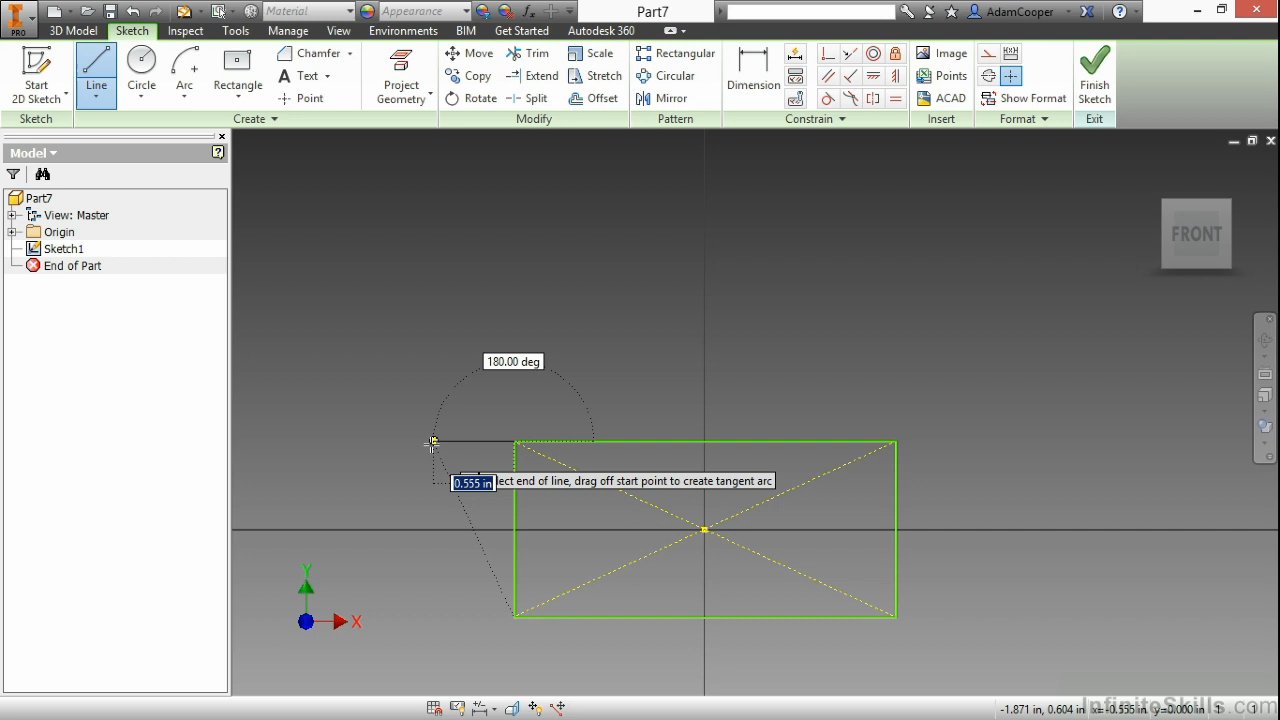 Material
Appearance
Part7
AdamCooper
PRO
3D Model
Sketch
Inspect
Tools
Manage
View
Environments
BIM
Get Started
Autodesk 360
Start
2D Sketch
Line
Circle
Arc
Rectangle
Chamfer
Text
Point
Project
Geometry
Move
Copy
Rotate
Trim
Extend
Split
Scale
Stretch
Offset
Rectangular
Circular
Mirror
Dimension
Image
Points
ACAD
Show Format
Finish
Sketch
Sketch
Create
Modify
Pattern
Constrain
Insert
Format
Exit
Model
Part7
View: Master
Origin
Sketch1
End of Part
FRONT
180.00 deg
0.555 in
lect end of line, drag off start point to create tangent arc
Y
X
-1.871 in, 0.604 in x=-0.555 in y=0.000 in 1 1
InfiniteSkills.com